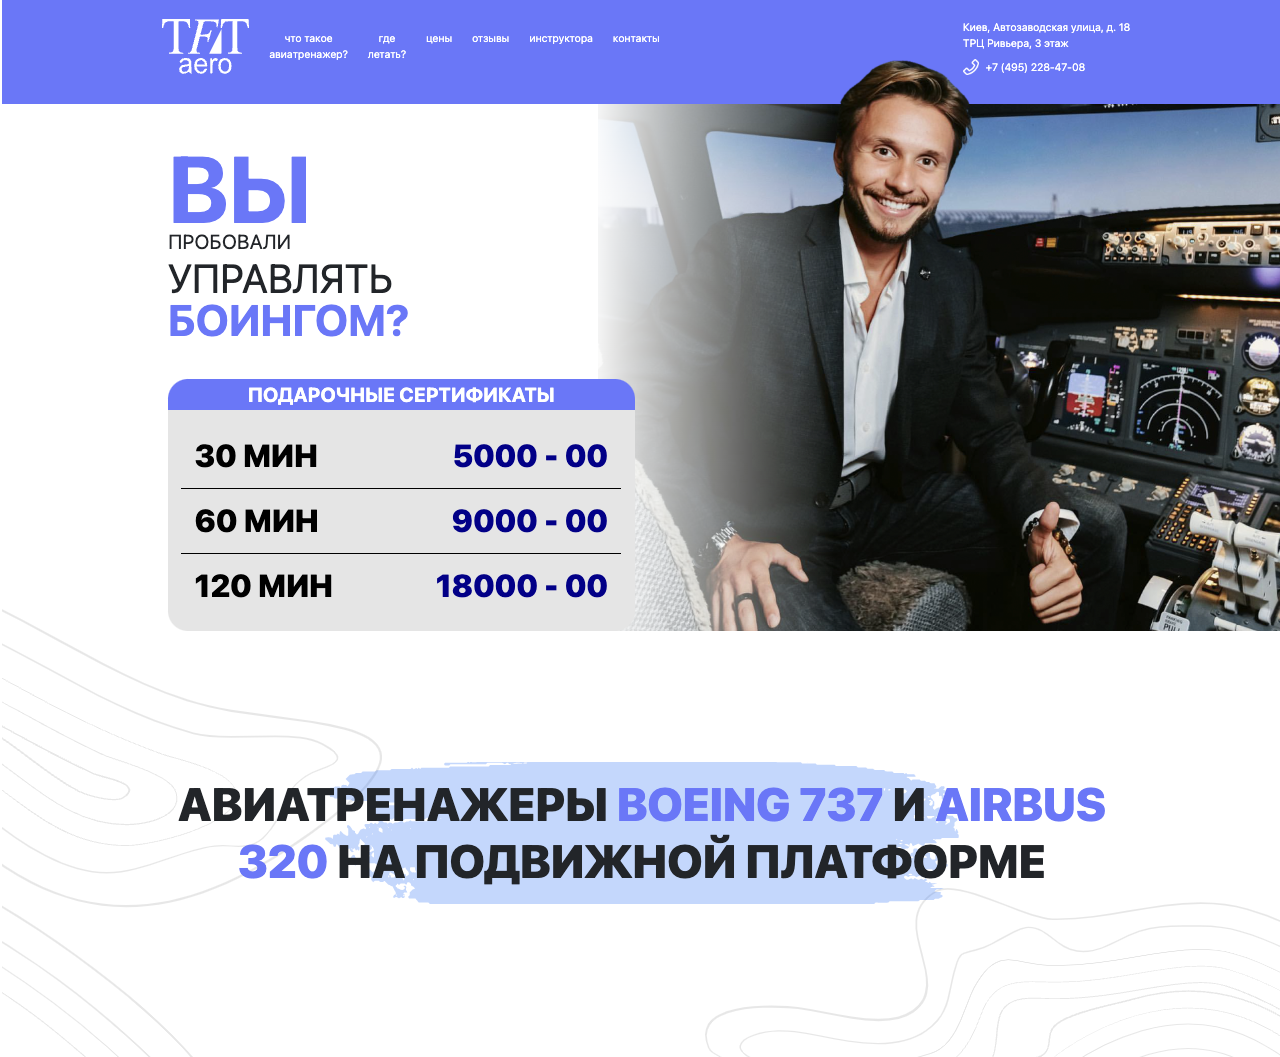 TFT
aero
что такое
авиатренажер?
где
летать?
цены
отзывы
инструктора
контакты
Киев, Автозаводская улица, д. 18
ТРЦ Ривьера, 3 этаж
+7 (495) 228-47-08
ВЫ
ПРОБОВАЛИ
УПРАВЛЯТЬ
БОИНГОМ?
ПОДАРОЧНЫЕ СЕРТИФИКАТЫ
30 МИН 5000 - 00
60 МИН 9000 - 00
120 МИН 18000 - 00
АВИАТРЕНАЖЕРЫ BOEING 737 И AIRBUS
320 НА ПОДВИЖНОЙ ПЛАТФОРМЕ